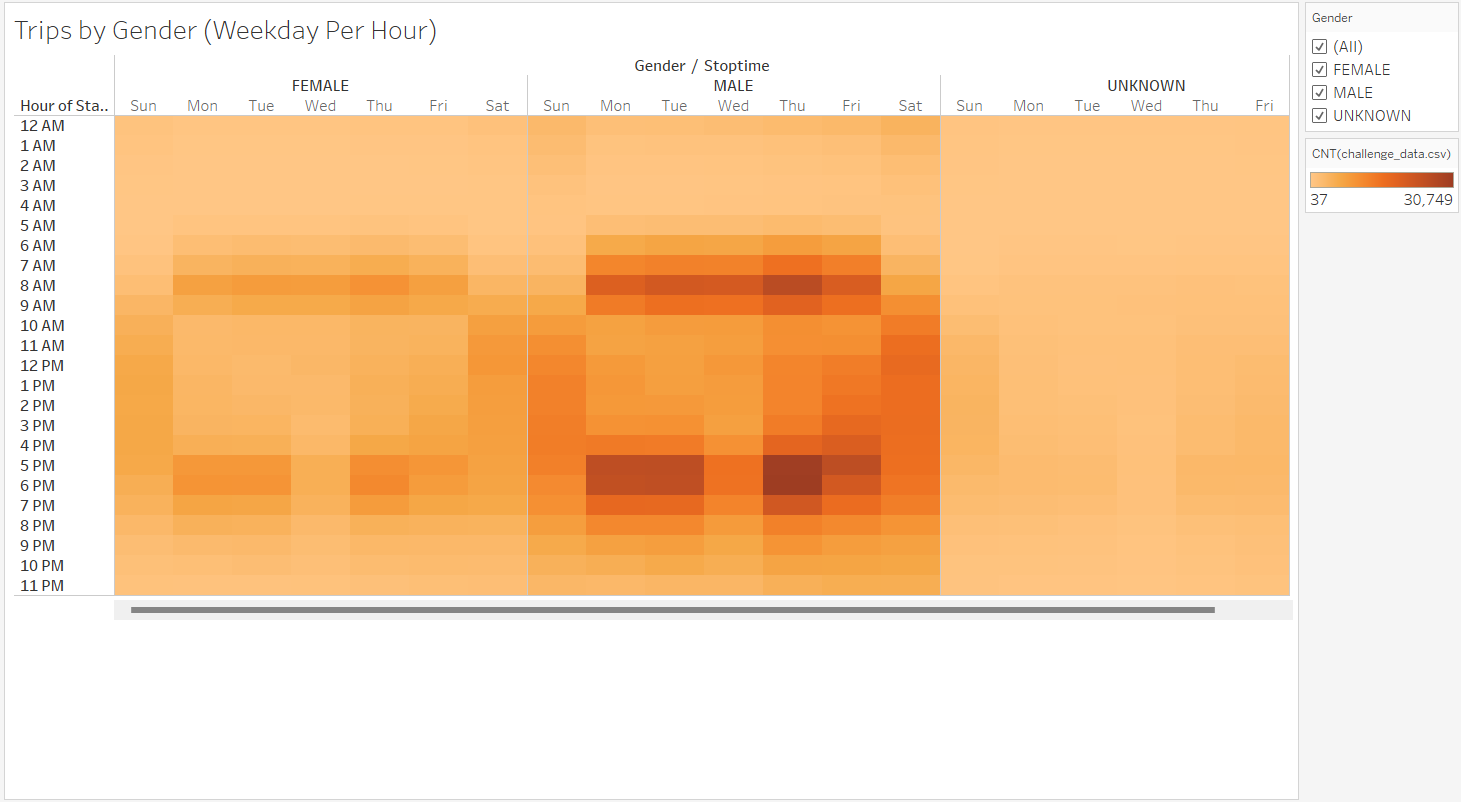 Trips by Gender (Weekday Per Hour)
Gender / Stoptime
FEMALE MALE UNKNOWN
Hour of Sta.. Sun Mon Tue Wed Thu Fri Sat Sun Mon Tue Wed Thu Fri Sat Sun Mon Tue Wed Thu Fri
12 AM
1 AM
2 AM
3 AM
4 AM
5 AM
6 AM
7 AM
8 AM
9 AM
10 AM
11 AM
12 PM
1 PM
2 PM
3 PM
4 PM
5 PM
6 PM
7 PM
8 PM
9 PM
10 PM
11 PM
Gender
(All)
FEMALE
MALE
UNKNOWN
CNT(challenge_data.csv)
37 30,749